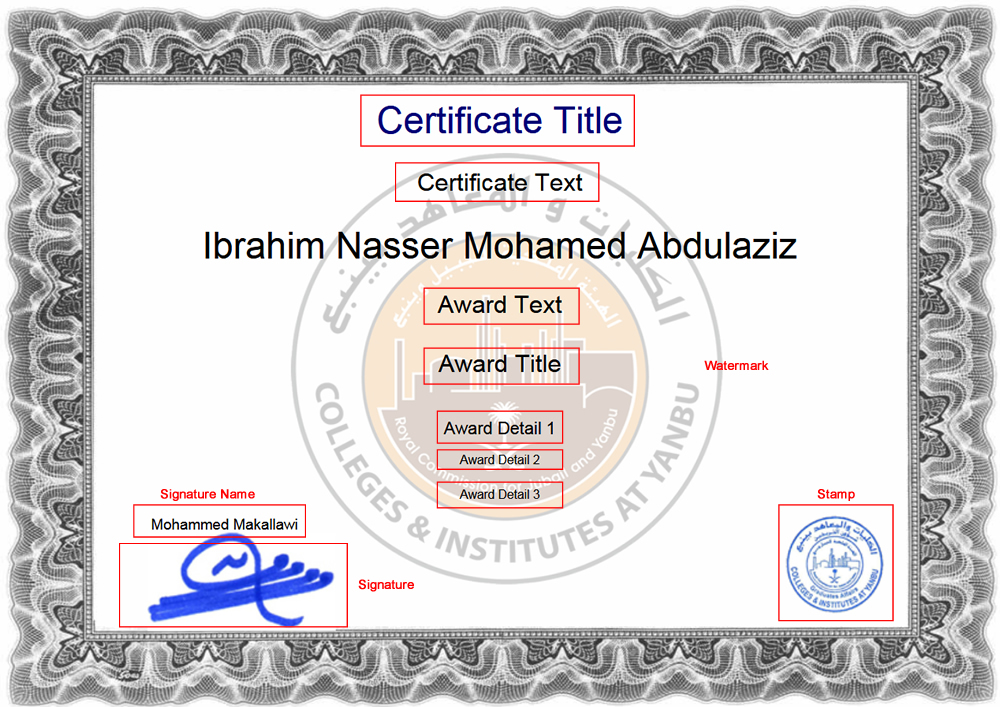 Certificate Title
Certificate Text
الكليات و المعاهد بينبع
Ibrahim Nasser Mohamed Abdulaziz
الهيئة الملكية للجبيل وينبع
Award Text
Award Title
Watermark
Award Detail 1
Award Detail 2
Award Detail 3
Royal Commission for Jubail and Yanbu
COLLEGES & INSTITUTES AT YANBU
Signature Name
Mohammed Makallawi
Signature
Stamp
الكليات والمعاهد بينبع
Graduates Affairs
COLLEGES & INSTITUTES AT YANBU